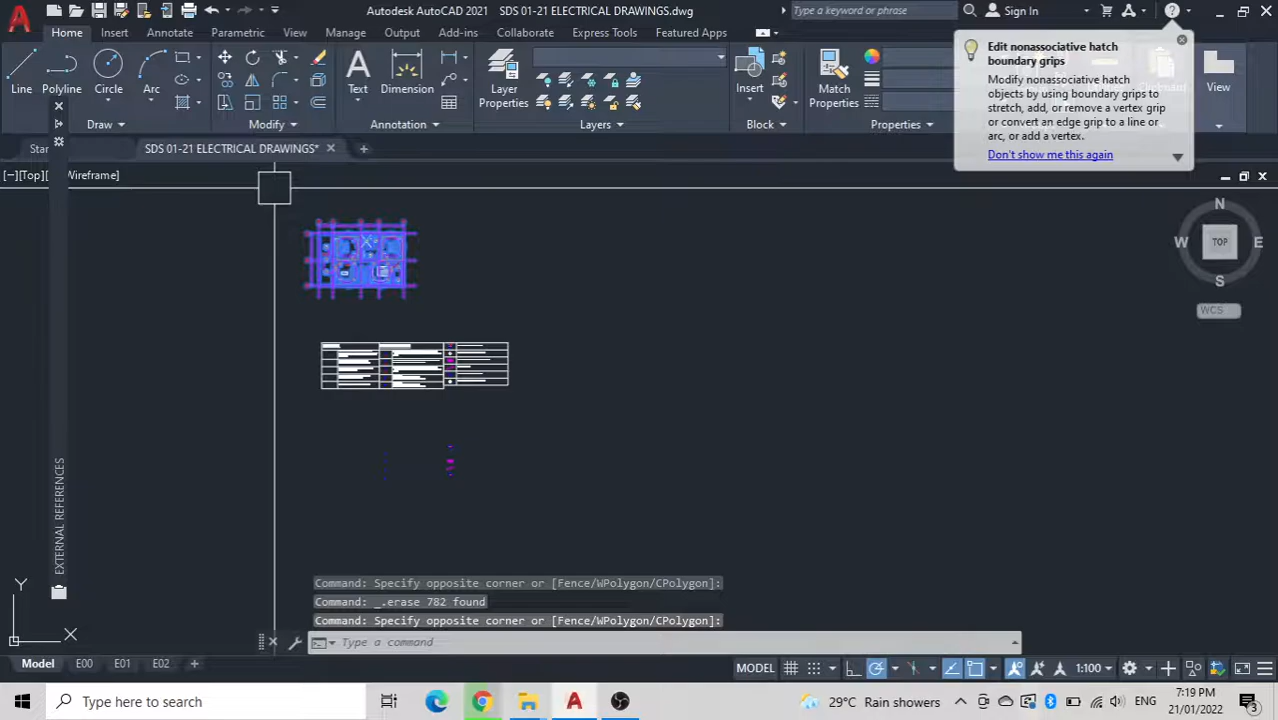 Autodesk AutoCAD 2021 SDS 01-21 ELECTRICAL DRAWINGS.dwg
Type a keyword or phrase
Sign In
Home Insert Annotate Parametric View Manage Output Add-ins Collaborate Express Tools Featured Apps
Edit nonassociative hatch
boundary grips
Modify nonassociative hatch
objects by using boundary grips to
stretch, add, or remove a vertex grip
or convert an edge grip to a line or
arc, or add a vertex.
Don't show me this again
Line Polyline Circle Arc Text Dimension Layer
Properties Insert Match
Properties View
Draw Modify Annotation Layers Block Properties
SDS 01-21 ELECTRICAL DRAWINGS*
[−][Top][ Wireframe]
N
W TOP E
S
WCS
EXTERNAL REFERENCES
Y
X
Command: Specify opposite corner or [Fence/WPolygon/CPolygon]:
Command: _.erase 782 found
Command: Specify opposite corner or [Fence/WPolygon/CPolygon]:
Type a command
Model E00 E01 E02
MODEL 1:100
Type here to search
29°C Rain showers
ENG
7:19 PM
21/01/2022
3